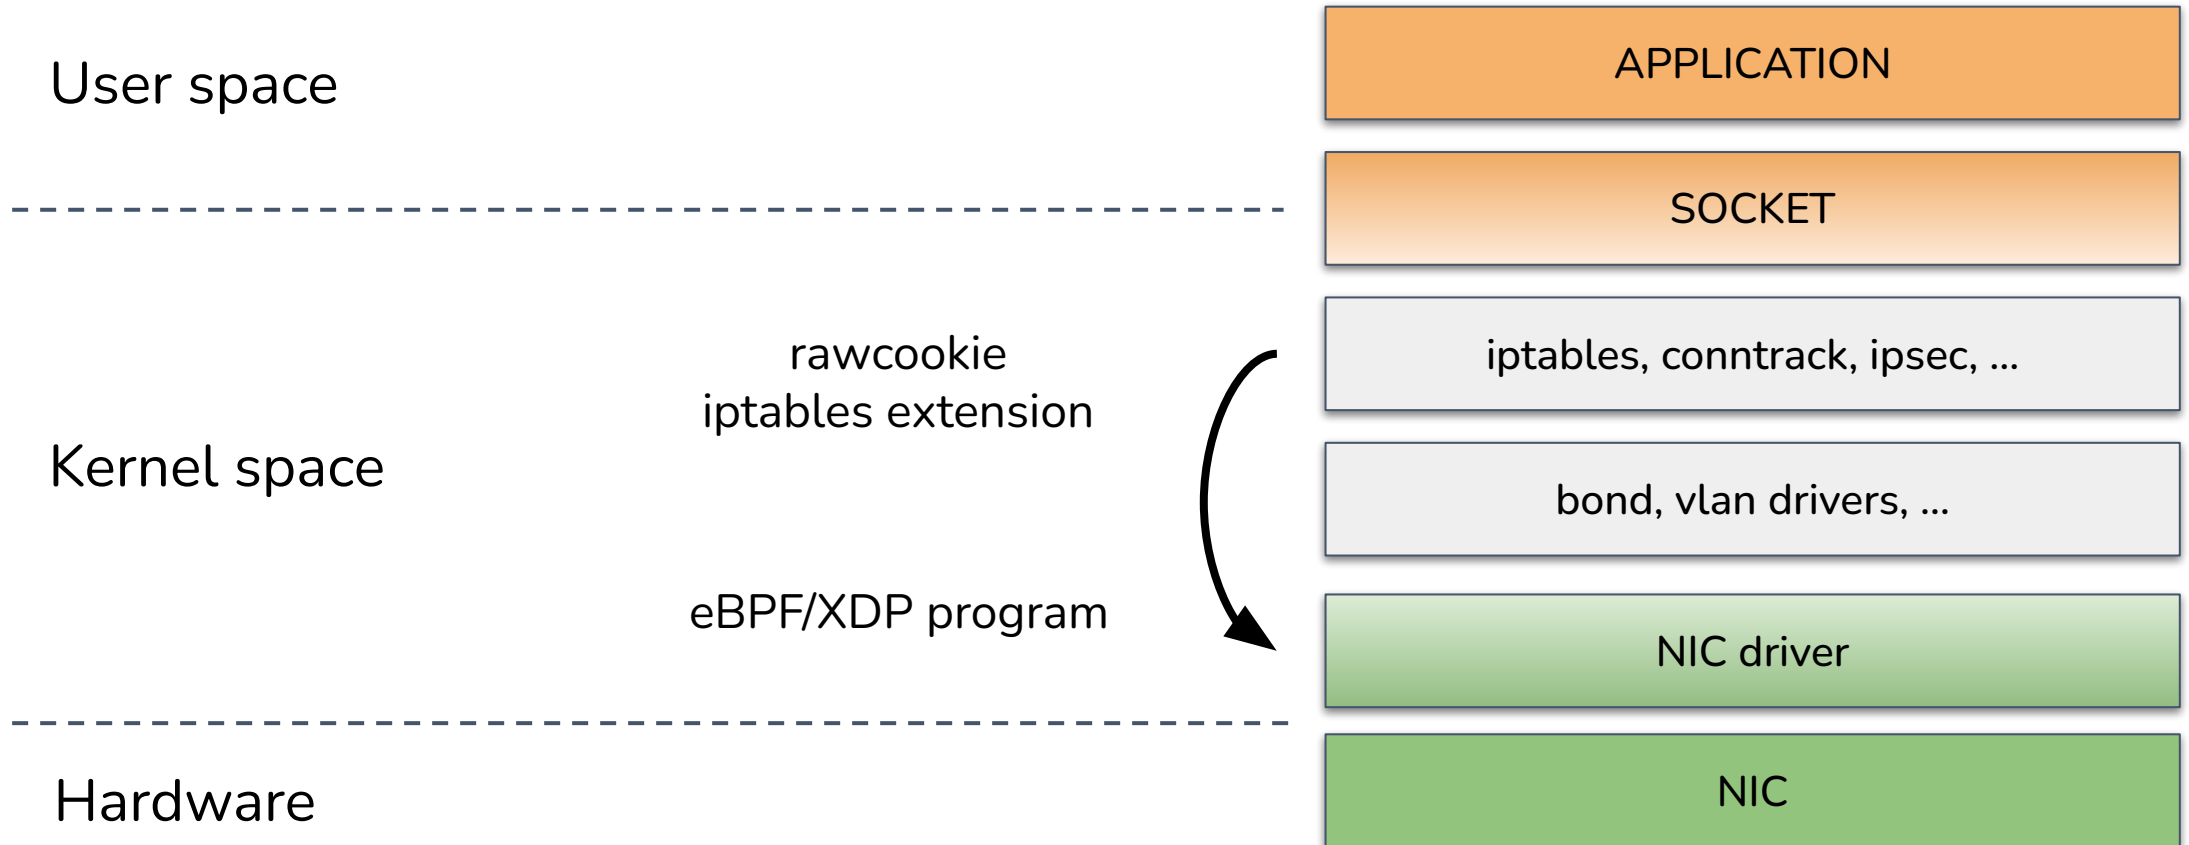 User space
APPLICATION
SOCKET
Kernel space
rawcookie
iptables extension
eBPF/XDP program
iptables, conntrack, ipsec, ...
bond, vlan drivers, ...
NIC driver
Hardware
NIC